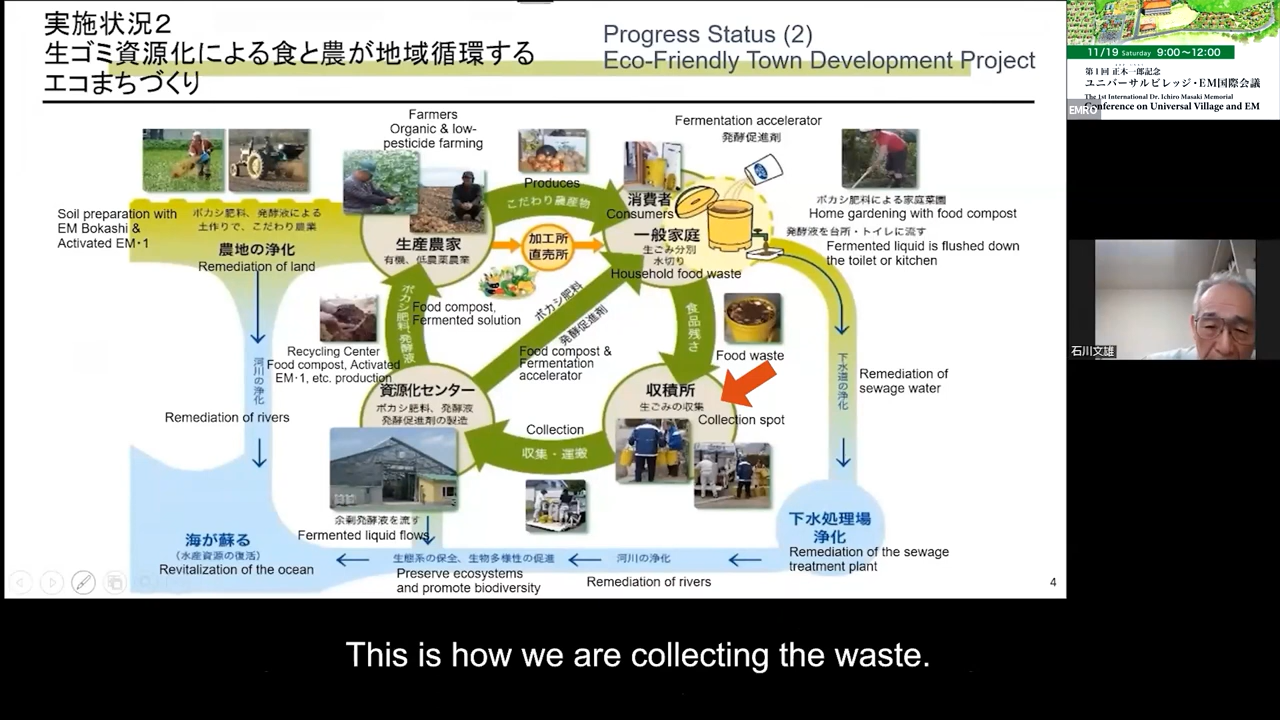 実施状況2
生ゴミ資源化による食と農が地域循環する
エコまちづくり
Progress Status (2)
Eco-Friendly Town Development Project
11/19 Saturday 9:00~12:00
第1回 正木一郎記念
ユニバーサルビレッジ・EM国際会議
The 1st International Dr. Ichiro Masaki Memorial
Conference on Universal Village and EM
EMRO
Farmers
Organic & low-
pesticide farming
Produces
こだわり農産物
Fermentation accelerator
発酵促進剤
Soil preparation with
EM Bokashi &
Activated EM・1
ボカシ肥料、発酵液による
土作りで、こだわり農業
農地の浄化
Remediation of land
生産農家
有機、低農薬農業
加工所
直売所
消費者
Consumers
一般家庭
生ごみ分別
水切り
Household food waste
ボカシ肥料による家庭菜園
Home gardening with food compost
発酵液を台所・トイレに流す
Fermented liquid is flushed down
the toilet or kitchen
ボカシ肥料、発酵液
Food compost,
Fermented solution
ボカシ肥料
発酵促進剤
Food compost &
Fermentation
accelerator
食品残さ
Food waste
Recycling Center
Food compost, Activated
EM・1, etc. production
河川の浄化
Remediation of rivers
資源化センター
ボカシ肥料、発酵液
発酵促進剤の製造
収積所
生ごみの収集
Collection spot
Collection
収集・運搬
下水道の浄化
Remediation of
sewage water
余剰発酵液を流す
Fermented liquid flows
海が蘇る
(水産資源の復活)
Revitalization of the ocean
生態系の保全、生物多様性の促進
Preserve ecosystems
and promote biodiversity
河川の浄化
Remediation of rivers
下水処理場
浄化
Remediation of the sewage
treatment plant
4
石川文雄
This is how we are collecting the waste.